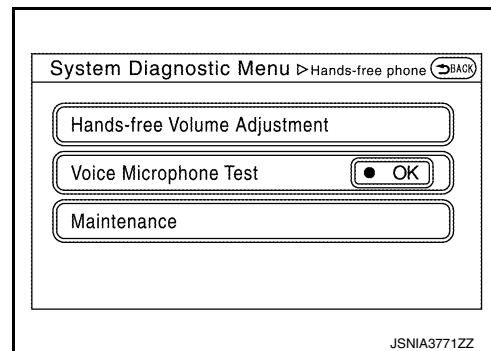 System Diagnostic Menu ▷Hands-free phone BACK
Hands-free Volume Adjustment
Voice Microphone Test ● OK
Maintenance
JSNIA3771ZZ